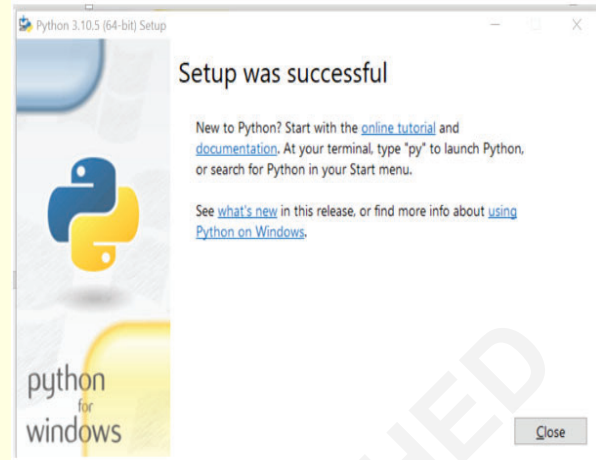 Python 3.10.5 (64-bit) Setup
Setup was successful
New to Python? Start with the online tutorial and
documentation. At your terminal, type "py" to launch Python,
or search for Python in your Start menu.
See what's new in this release, or find more info about using
Python on Windows.
python
for
windows
Close
HED